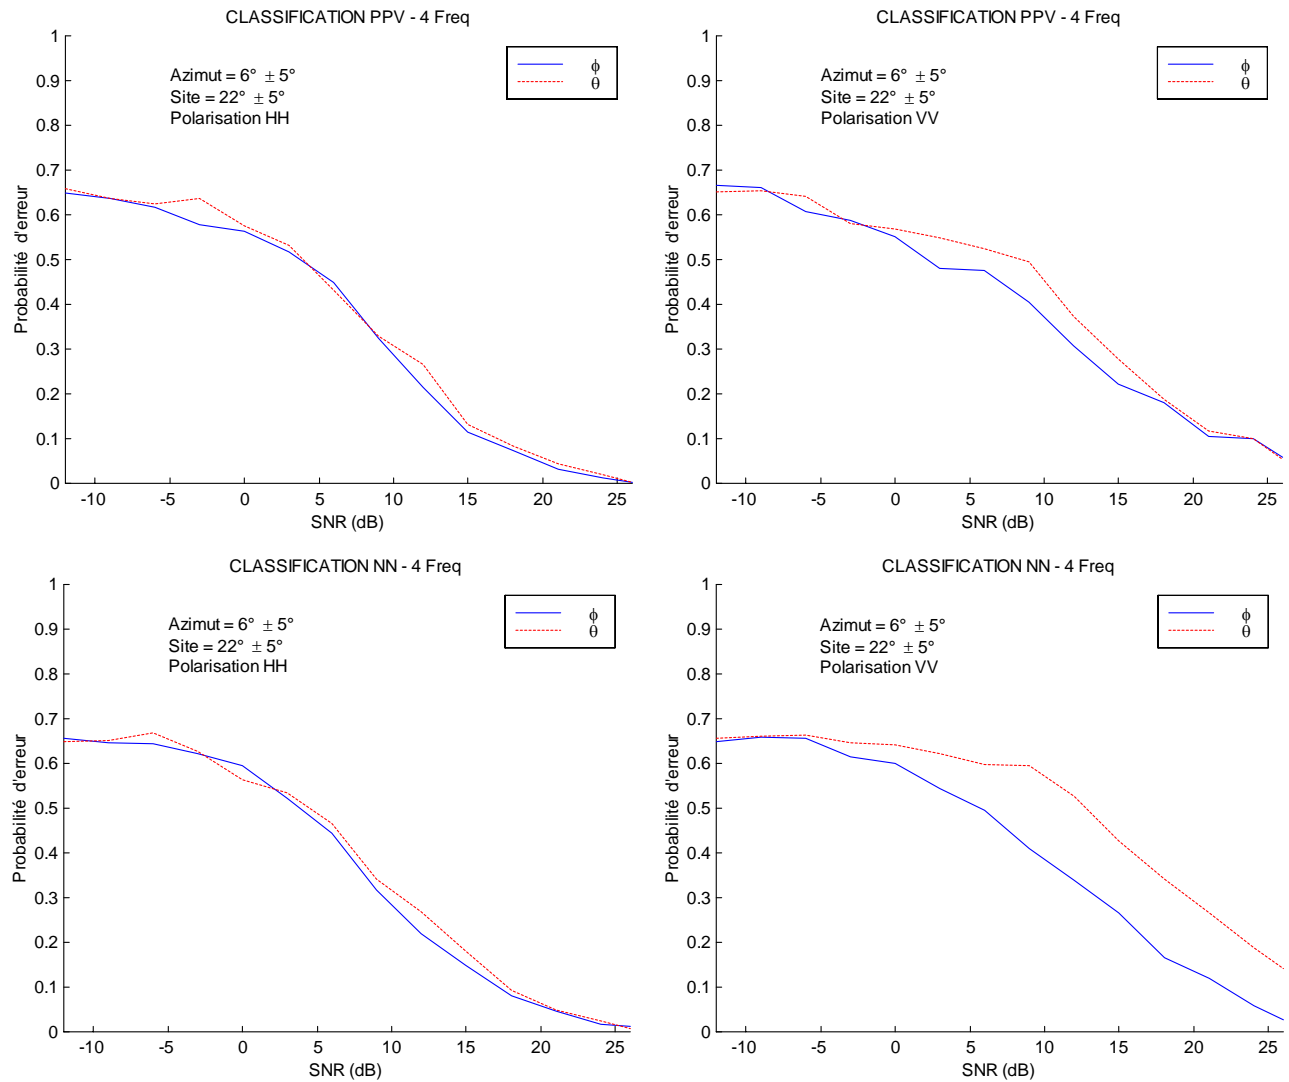 CLASSIFICATION PPV - 4 Freq
1
0.9
0.8
0.7
0.6
0.5
0.4
0.3
0.2
0.1
0
Probabilité d'erreur
Azimut = 6° ± 5°
Site = 22° ± 5°
Polarisation HH
ϕ
θ
-10 -5 0 5 10 15 20 25
SNR (dB)
CLASSIFICATION PPV - 4 Freq
1
0.9
0.8
0.7
0.6
0.5
0.4
0.3
0.2
0.1
0
Probabilité d'erreur
Azimut = 6° ± 5°
Site = 22° ± 5°
Polarisation VV
ϕ
θ
-10 -5 0 5 10 15 20 25
SNR (dB)
CLASSIFICATION NN - 4 Freq
1
0.9
0.8
0.7
0.6
0.5
0.4
0.3
0.2
0.1
0
Probabilité d'erreur
Azimut = 6° ± 5°
Site = 22° ± 5°
Polarisation HH
ϕ
θ
-10 -5 0 5 10 15 20 25
SNR (dB)
CLASSIFICATION NN - 4 Freq
1
0.9
0.8
0.7
0.6
0.5
0.4
0.3
0.2
0.1
0
Probabilité d'erreur
Azimut = 6° ± 5°
Site = 22° ± 5°
Polarisation VV
ϕ
θ
-10 -5 0 5 10 15 20 25
SNR (dB)